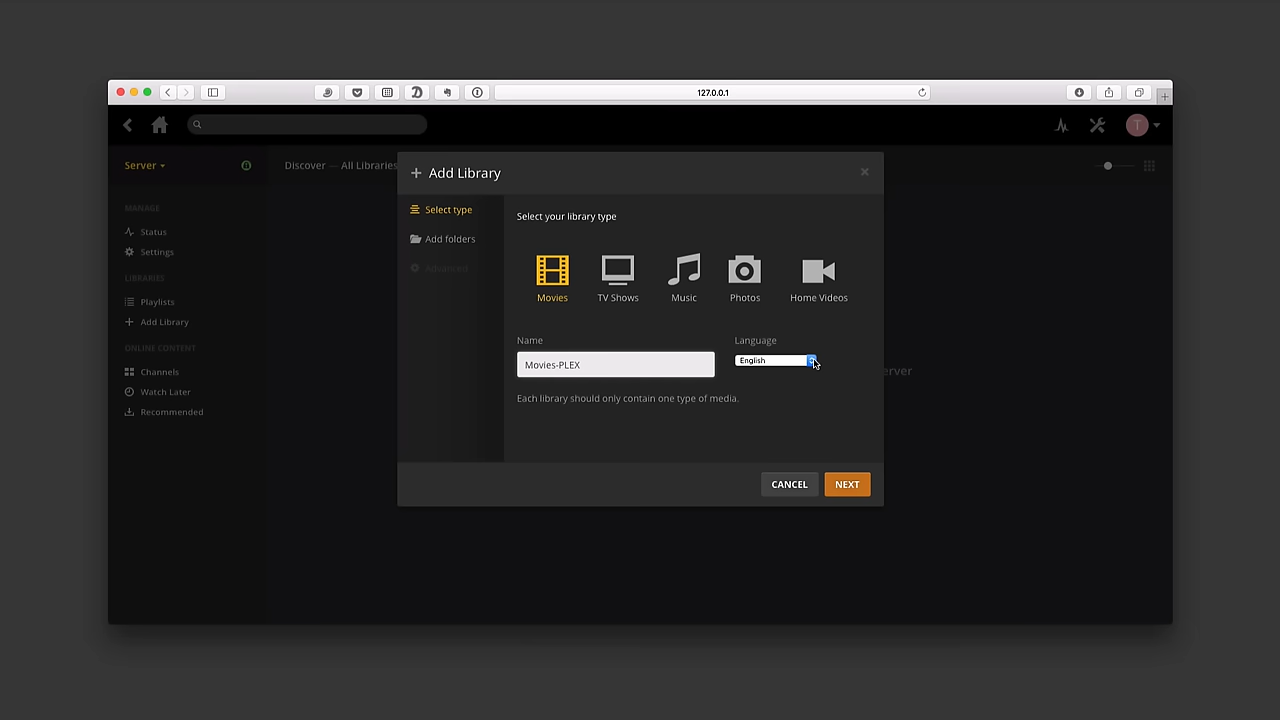 127.0.0.1
T
Server
Discover — All Libraries
MANAGE
Status
Settings
LIBRARIES
Playlists
Add Library
ONLINE CONTENT
Channels
Watch Later
Recommended
Add Library
Select type
Add folders
Advanced
Select your library type
Movies
TV Shows
Music
Photos
Home Videos
Name
Language
Movies-PLEX
English
Each library should only contain one type of media.
CANCEL
NEXT
erver